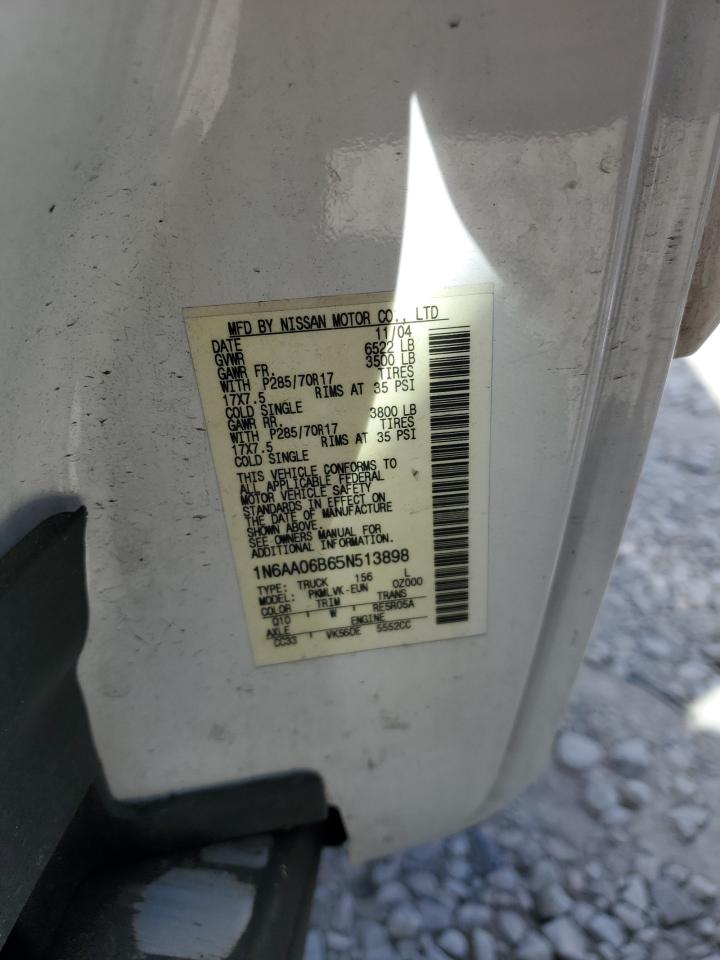 MFD BY NISSAN MOTOR CO., LTD
DATE 11/04
GVWR 6522 LB
GAWR FR. 3500 LB
WITH P285/70R17 TIRES
17X7.5 RIMS AT 35 PSI
COLD SINGLE
GAWR RR. 3800 LB
WITH P285/70R17 TIRES
17X7.5 RIMS AT 35 PSI
COLD SINGLE
THIS VEHICLE CONFORMS TO
ALL APPLICABLE FEDERAL
MOTOR VEHICLE SAFETY
STANDARDS IN EFFECT ON
THE DATE OF MANUFACTURE
SHOWN ABOVE.
SEE OWNERS MANUAL FOR
ADDITIONAL INFORMATION.
1N6AA06B65N513898
TYPE: TRUCK 156 L
MODEL: PKMLVK-EUN 0Z000
COLOR TRIM TRANS
Q10 W RE5R05A
AXLE ENGINE
CC33 VK56DE 5552CC